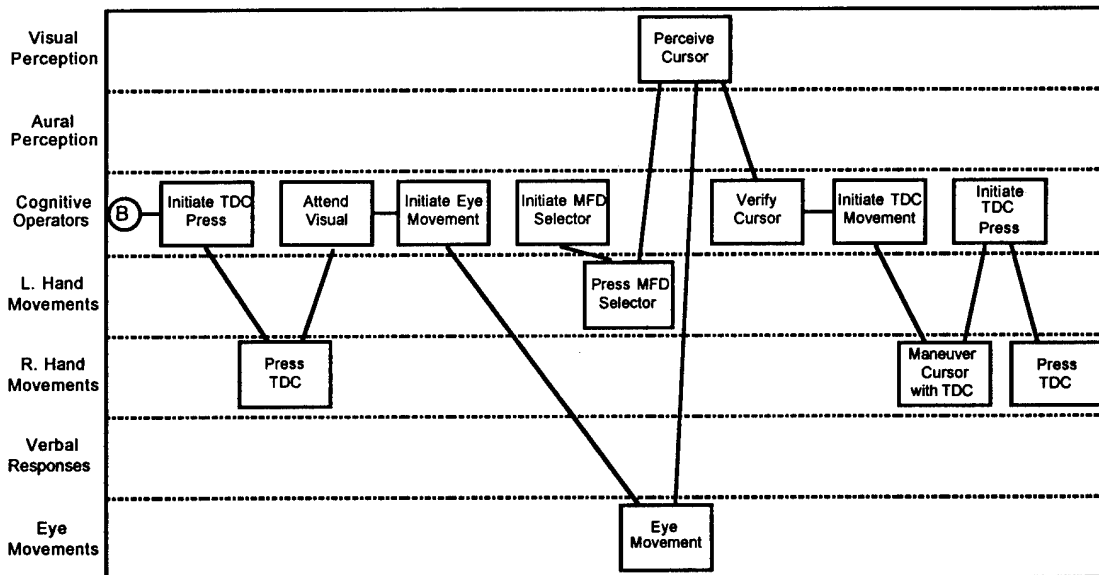 Visual
Perception
Perceive
Cursor
Aural
Perception
Cognitive
Operators
B
Initiate TDC
Press
Attend
Visual
Initiate Eye
Movement
Initiate MFD
Selector
Verify
Cursor
Initiate TDC
Movement
Initiate
TDC
Press
L. Hand
Movements
Press MFD
Selector
R. Hand
Movements
Press
TDC
Maneuver
Cursor
with TDC
Press
TDC
Verbal
Responses
Eye
Movements
Eye
Movement